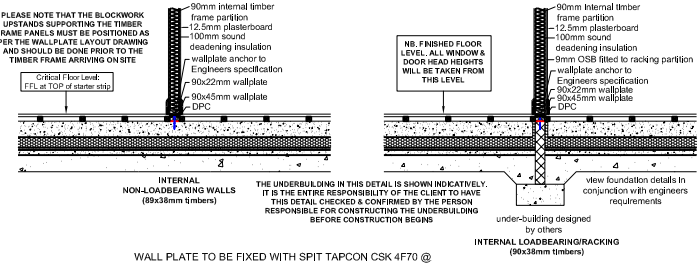 PLEASE NOTE THAT THE BLOCKWORK
UPSTANDS SUPPORTING THE TIMBER
FRAME PANELS MUST BE POSITIONED AS
PER THE WALLPLATE LAYOUT DRAWING
AND SHOULD BE DONE PRIOR TO THE
TIMBER FRAME ARRIVING ON SITE
Critical Floor Level:
FFL at TOP of starter strip
90mm internal timber
frame partition
12.5mm plasterboard
100mm sound
deadening insulation
wallplate anchor to
Engineers specification
90x22mm wallplate
90x45mm wallplate
DPC
INTERNAL
NON-LOADBEARING WALLS
(89x38mm timbers)
NB. FINISHED FLOOR
LEVEL. ALL WINDOW &
DOOR HEAD HEIGHTS
WILL BE TAKEN FROM
THIS LEVEL
90mm internal timber
frame partition
12.5mm plasterboard
100mm sound
deadening insulation
9mm OSB fitted to racking partition
wallplate anchor to
Engineers specification
90x22mm wallplate
90x45mm wallplate
DPC
THE UNDERBUILDING IN THIS DETAIL IS SHOWN INDICATIVELY.
IT IS THE ENTIRE RESPONSIBILITY OF THE CLIENT TO HAVE
THIS DETAIL CHECKED & CONFIRMED BY THE PERSON
RESPONSIBLE FOR CONSTRUCTING THE UNDERBUILDING
BEFORE CONSTRUCTION BEGINS
view foundation details in
conjunction with engineers
requirements
under-building designed
by others
INTERNAL LOADBEARING/RACKING
(90x38mm timbers)
WALL PLATE TO BE FIXED WITH SPIT TAPCON CSK 4F70 @